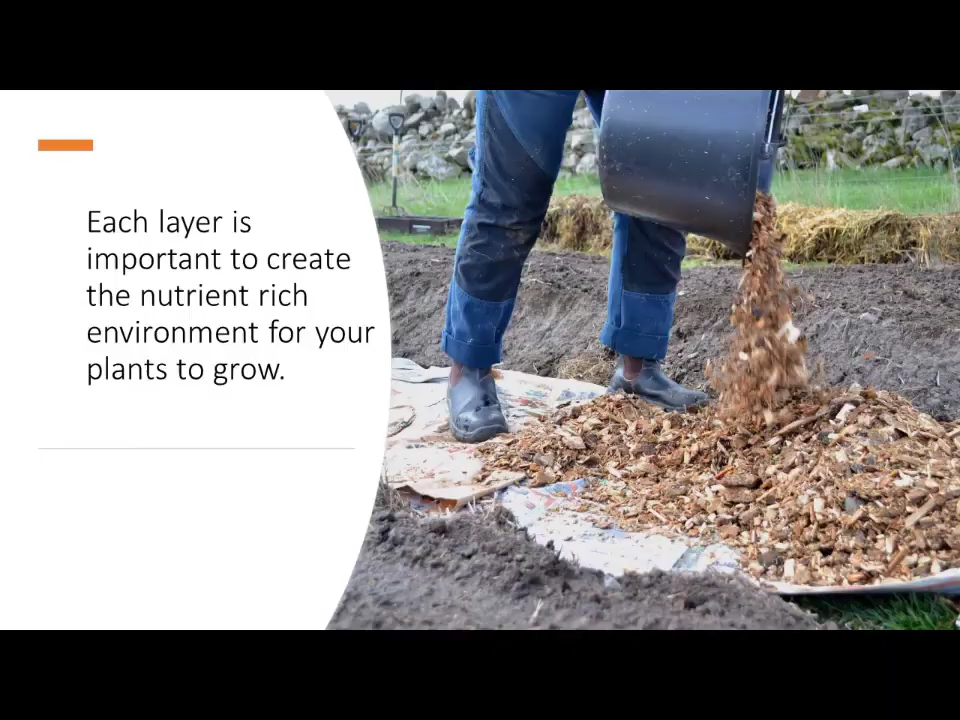 Each layer is
important to create
the nutrient rich
environment for your
plants to grow.